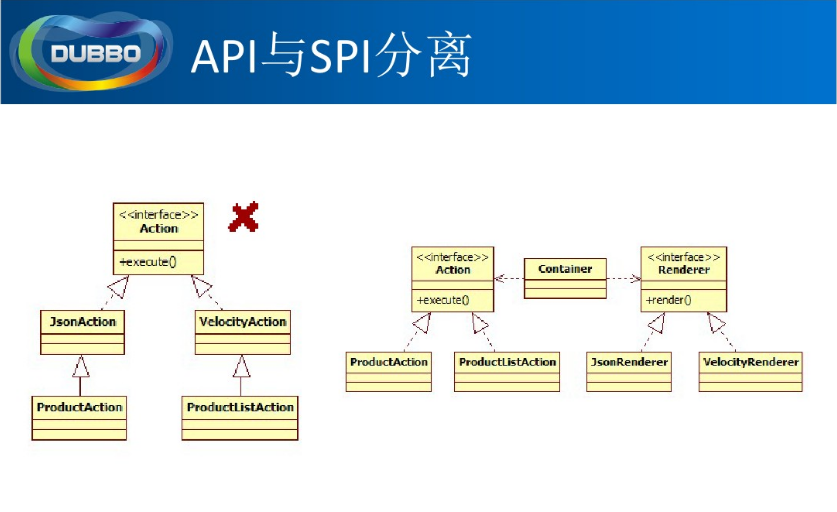 DUBBO
API与SPI分离
<<interface>>
Action
+execute()
JsonAction
VelocityAction
ProductAction
ProductListAction
<<interface>>
Action
+execute()
Container
<<interface>>
Renderer
+render()
ProductAction
ProductListAction
JsonRenderer
VelocityRenderer